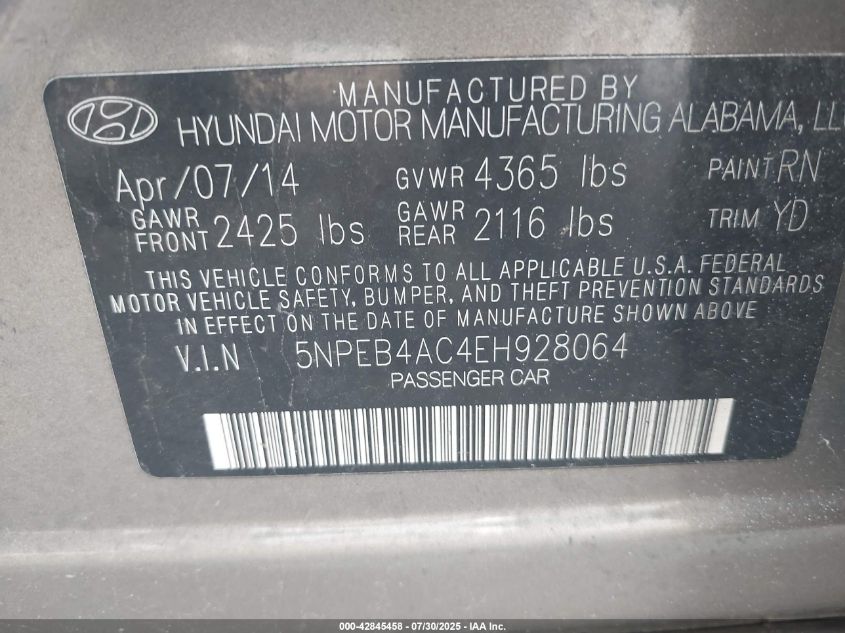 MANUFACTURED BY
HYUNDAI MOTOR MANUFACTURING ALABAMA, LL
Apr/07/14 GVWR 4365 lbs PAINT RN
GAWR FRONT 2425 lbs GAWR REAR 2116 lbs TRIM YD
THIS VEHICLE CONFORMS TO ALL APPLICABLE U.S.A. FEDERAL
MOTOR VEHICLE SAFETY, BUMPER, AND THEFT PREVENTION STANDARDS
IN EFFECT ON THE DATE OF MANUFACTURE SHOWN ABOVE
V.I.N 5NPEB4AC4EH928064
PASSENGER CAR
000-42845458 - 07/30/2025 - IAA Inc.